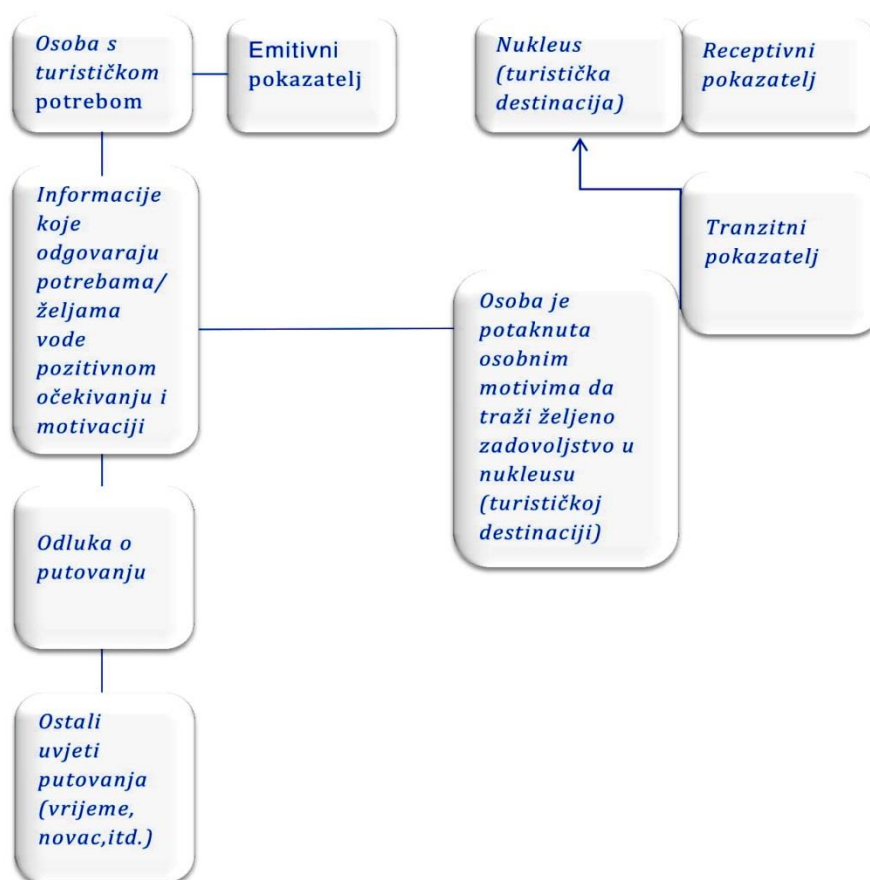 Osoba s
turističkom
potrebom
Emitivni
pokazatelj
Nukleus
(turistička
destinacija)
Receptivni
pokazatelj
Informacije
koje
odgovaraju
potrebama/
željama
vode
pozitivnom
očekivanju i
motivaciji
Tranzitni
pokazatelj
Osoba je
potaknuta
osobnim
motivima da
traži željeno
zadovoljstvo u
nukleusu
(turističkoj
destinaciji)
Odluka o
putovanju
Ostali
uvjeti
putovanja
(vrijeme,
novac,itd.)